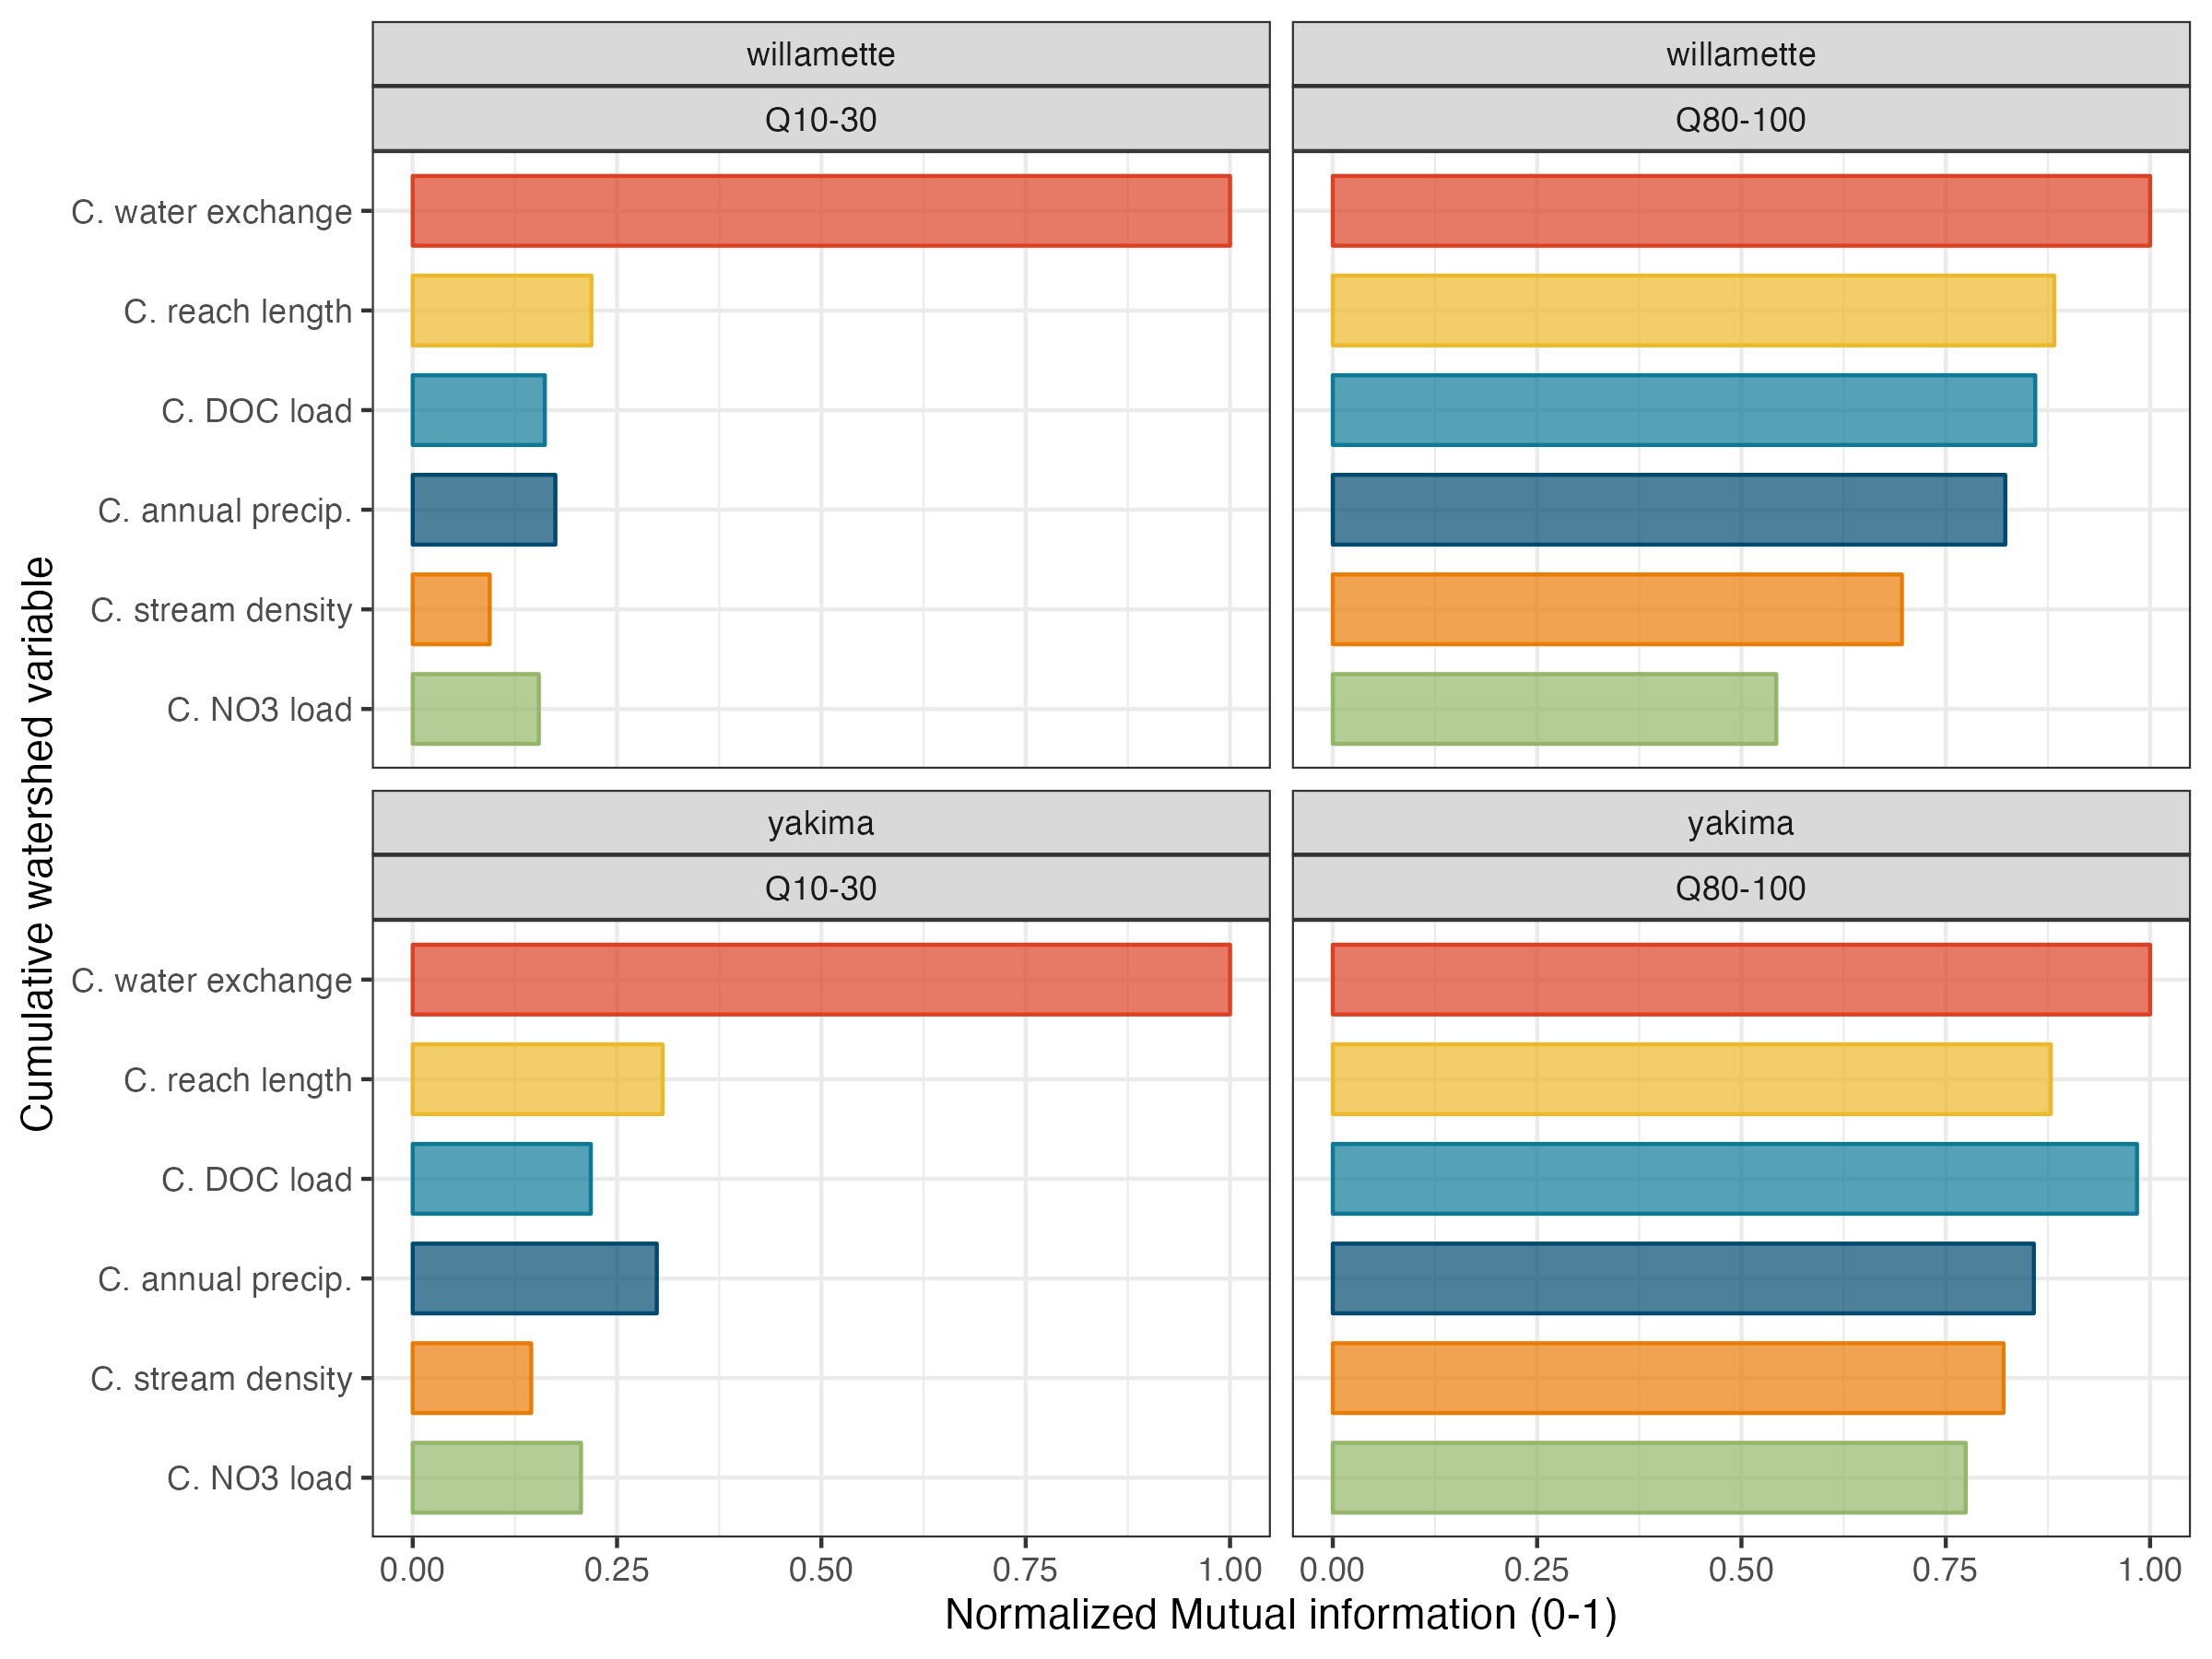 willamette
willamette
Q10-30
Q80-100
C. water exchange
C. reach length
C. DOC load
C. annual precip.
C. stream density
C. NO3 load
yakima
yakima
Q10-30
Q80-100
C. water exchange
C. reach length
C. DOC load
C. annual precip.
C. stream density
C. NO3 load
Cumulative watershed variable
0.00 0.25 0.50 0.75 1.00
0.00 0.25 0.50 0.75 1.00
Normalized Mutual information (0-1)